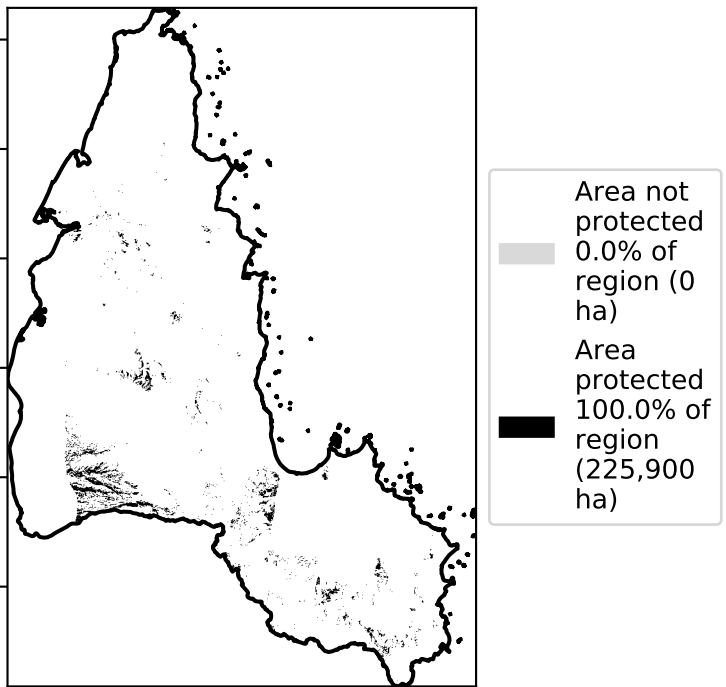 Area not
protected
0.0% of
region (0
ha)
Area
protected
100.0% of
region
(225,900
ha)